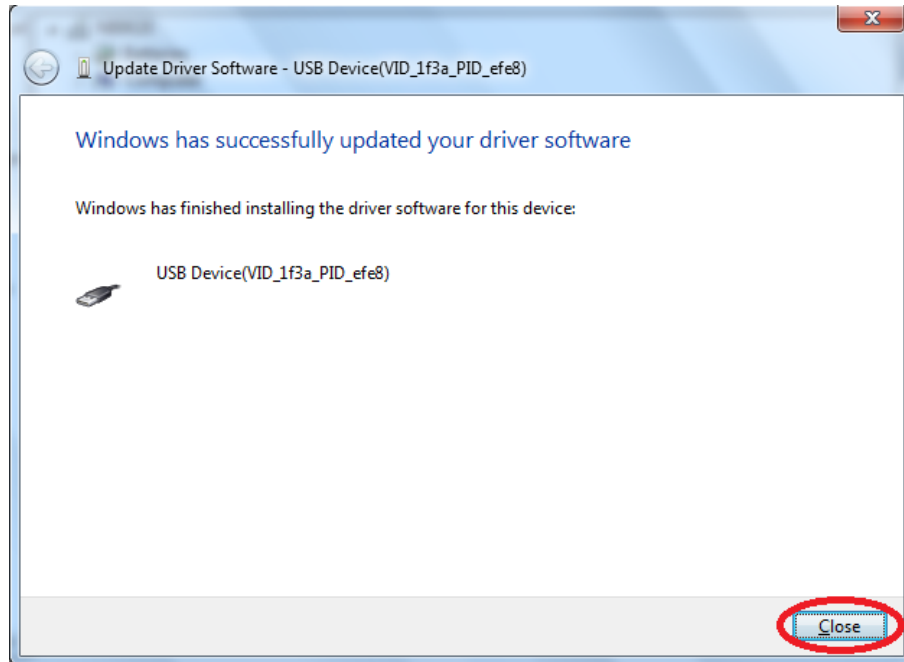 Update Driver Software - USB Device(VID_1f3a_PID_efe8)
Windows has successfully updated your driver software
Windows has finished installing the driver software for this device:
USB Device(VID_1f3a_PID_efe8)
Close